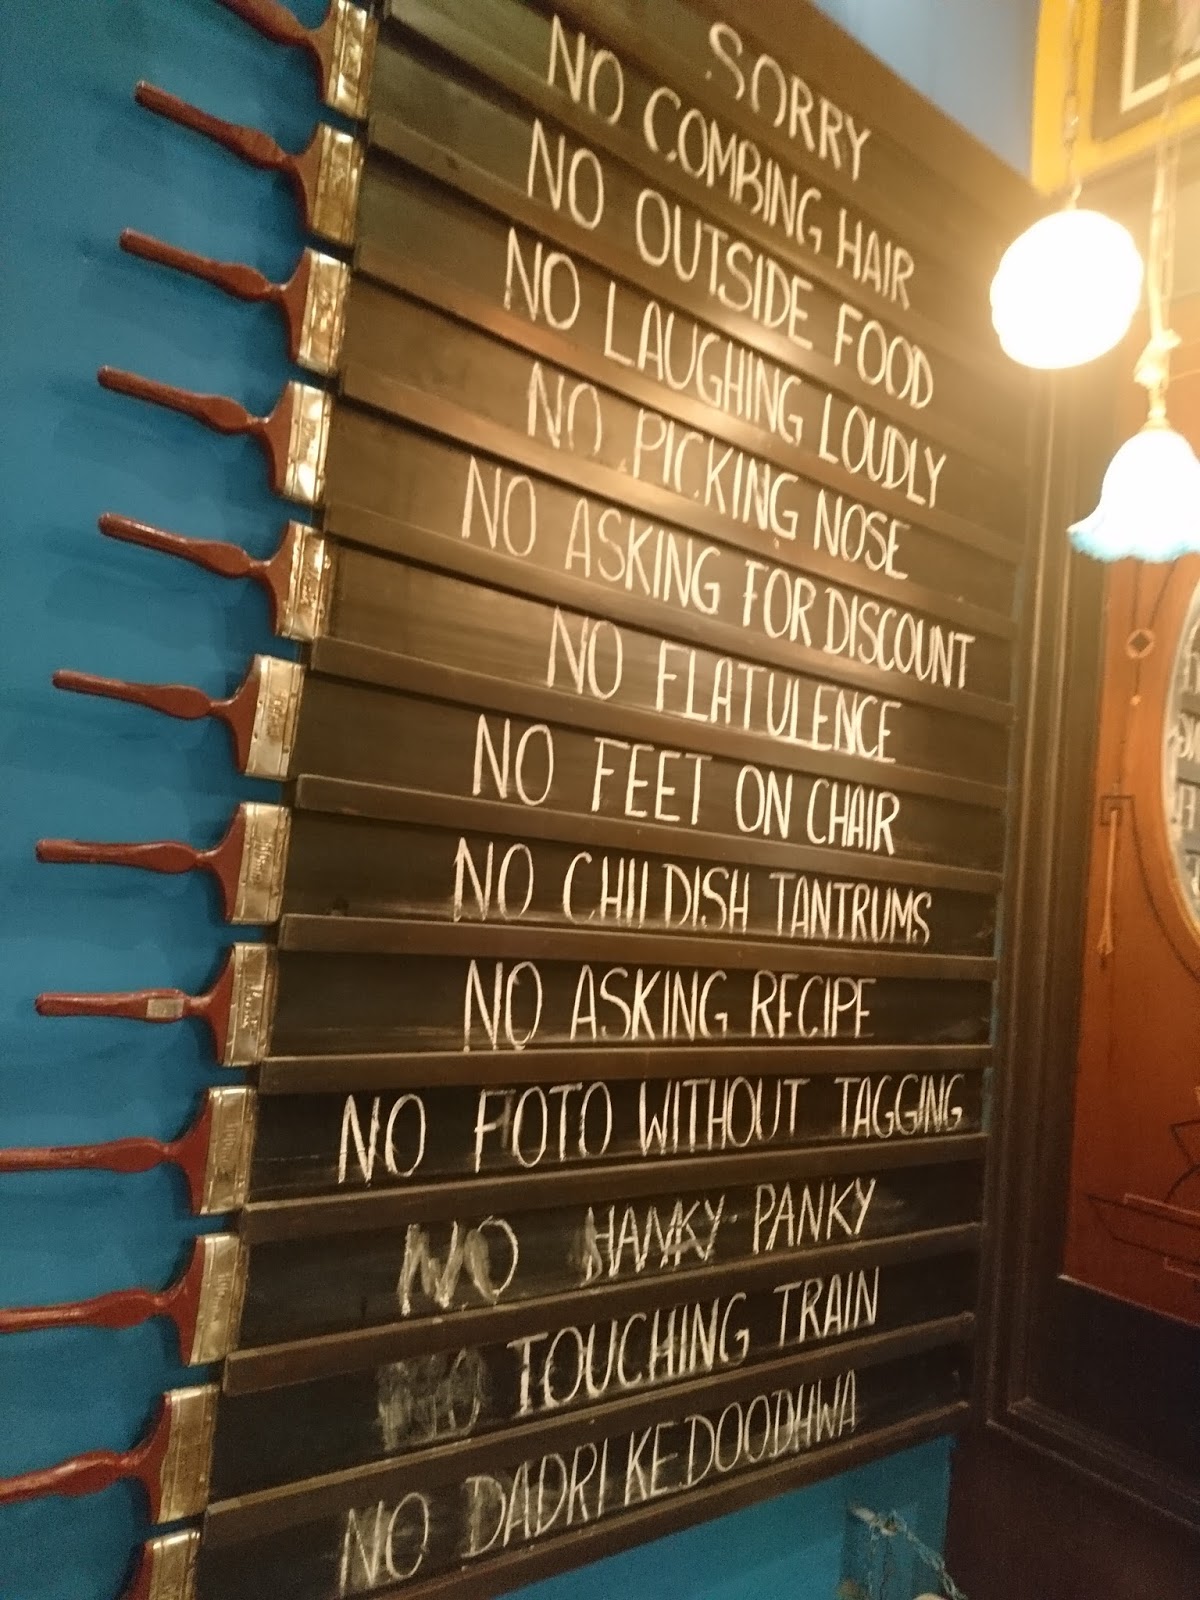 SORRY
NO COMBING HAIR
NO OUTSIDE FOOD
NO LAUGHING LOUDLY
NO PICKING NOSE
NO ASKING FOR DISCOUNT
NO FLATULENCE
NO FEET ON CHAIR
NO CHILDISH TANTRUMS
NO ASKING RECIPE
NO FOTO WITHOUT TAGGING
NO HANKY PANKY
NO TOUCHING TRAIN
NO DADRI KE DOODHWA